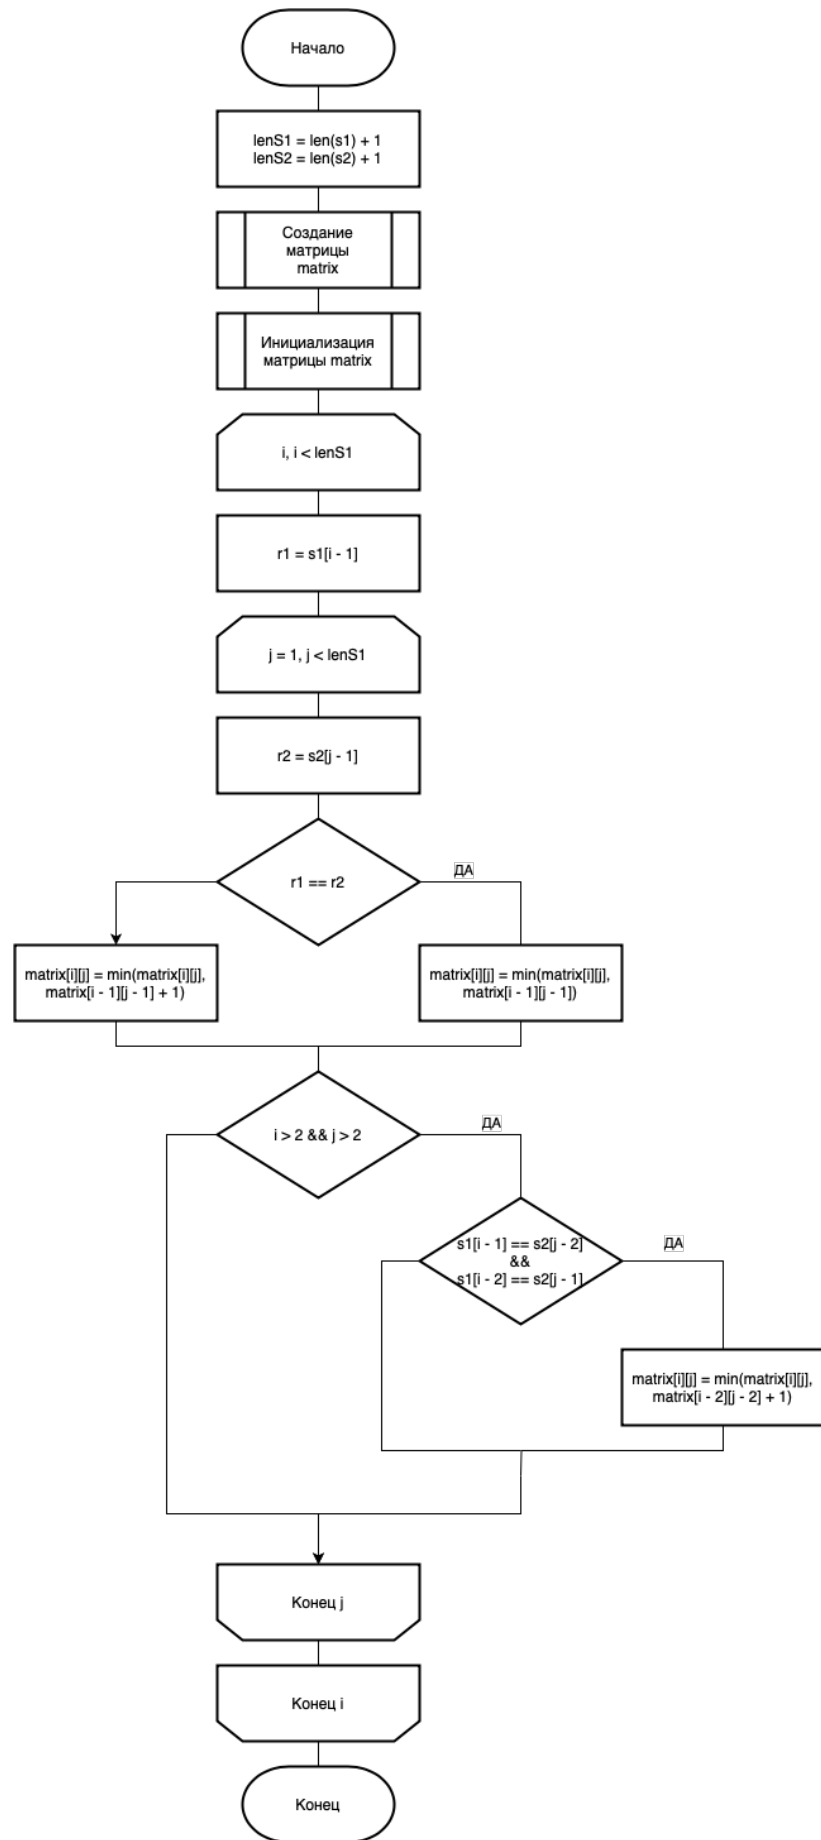 Начало
lenS1 = len(s1) + 1
lenS2 = len(s2) + 1
Создание
матрицы
matrix
Инициализация
матрицы matrix
i, i < lenS1
r1 = s1[i - 1]
j = 1, j < lenS1
r2 = s2[j - 1]
r1 == r2
ДА
matrix[i][j] = min(matrix[i][j],
matrix[i - 1][j - 1] + 1)
matrix[i][j] = min(matrix[i][j],
matrix[i - 1][j - 1])
i > 2 && j > 2
ДА
s1[i - 1] == s2[j - 2]
&&
s1[i - 2] == s2[j - 1]
ДА
matrix[i][j] = min(matrix[i][j],
matrix[i - 2][j - 2] + 1)
Конец j
Конец i
Конец